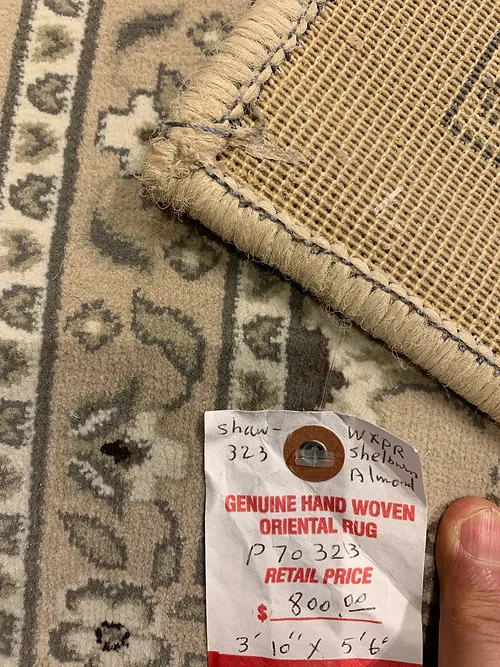 Shaw-
323
WXPR
Shelburn
Almond
GENUINE HAND WOVEN
ORIENTAL RUG
P70323
RETAIL PRICE
$ 800.00
3' 10" X 5'6"